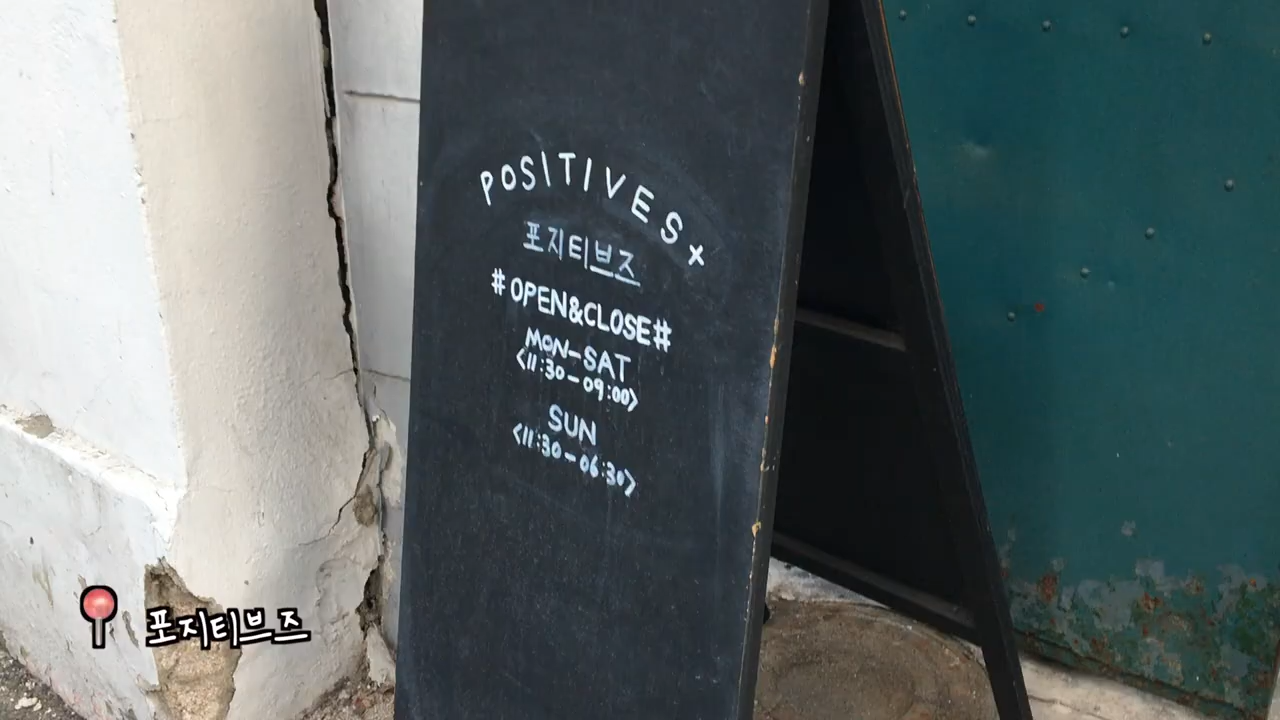 POSITIVES×
포지티브즈
#OPEN&CLOSE#
MON-SAT
<11:30-09:00>
SUN
<11:30-06:30>
포지티브즈